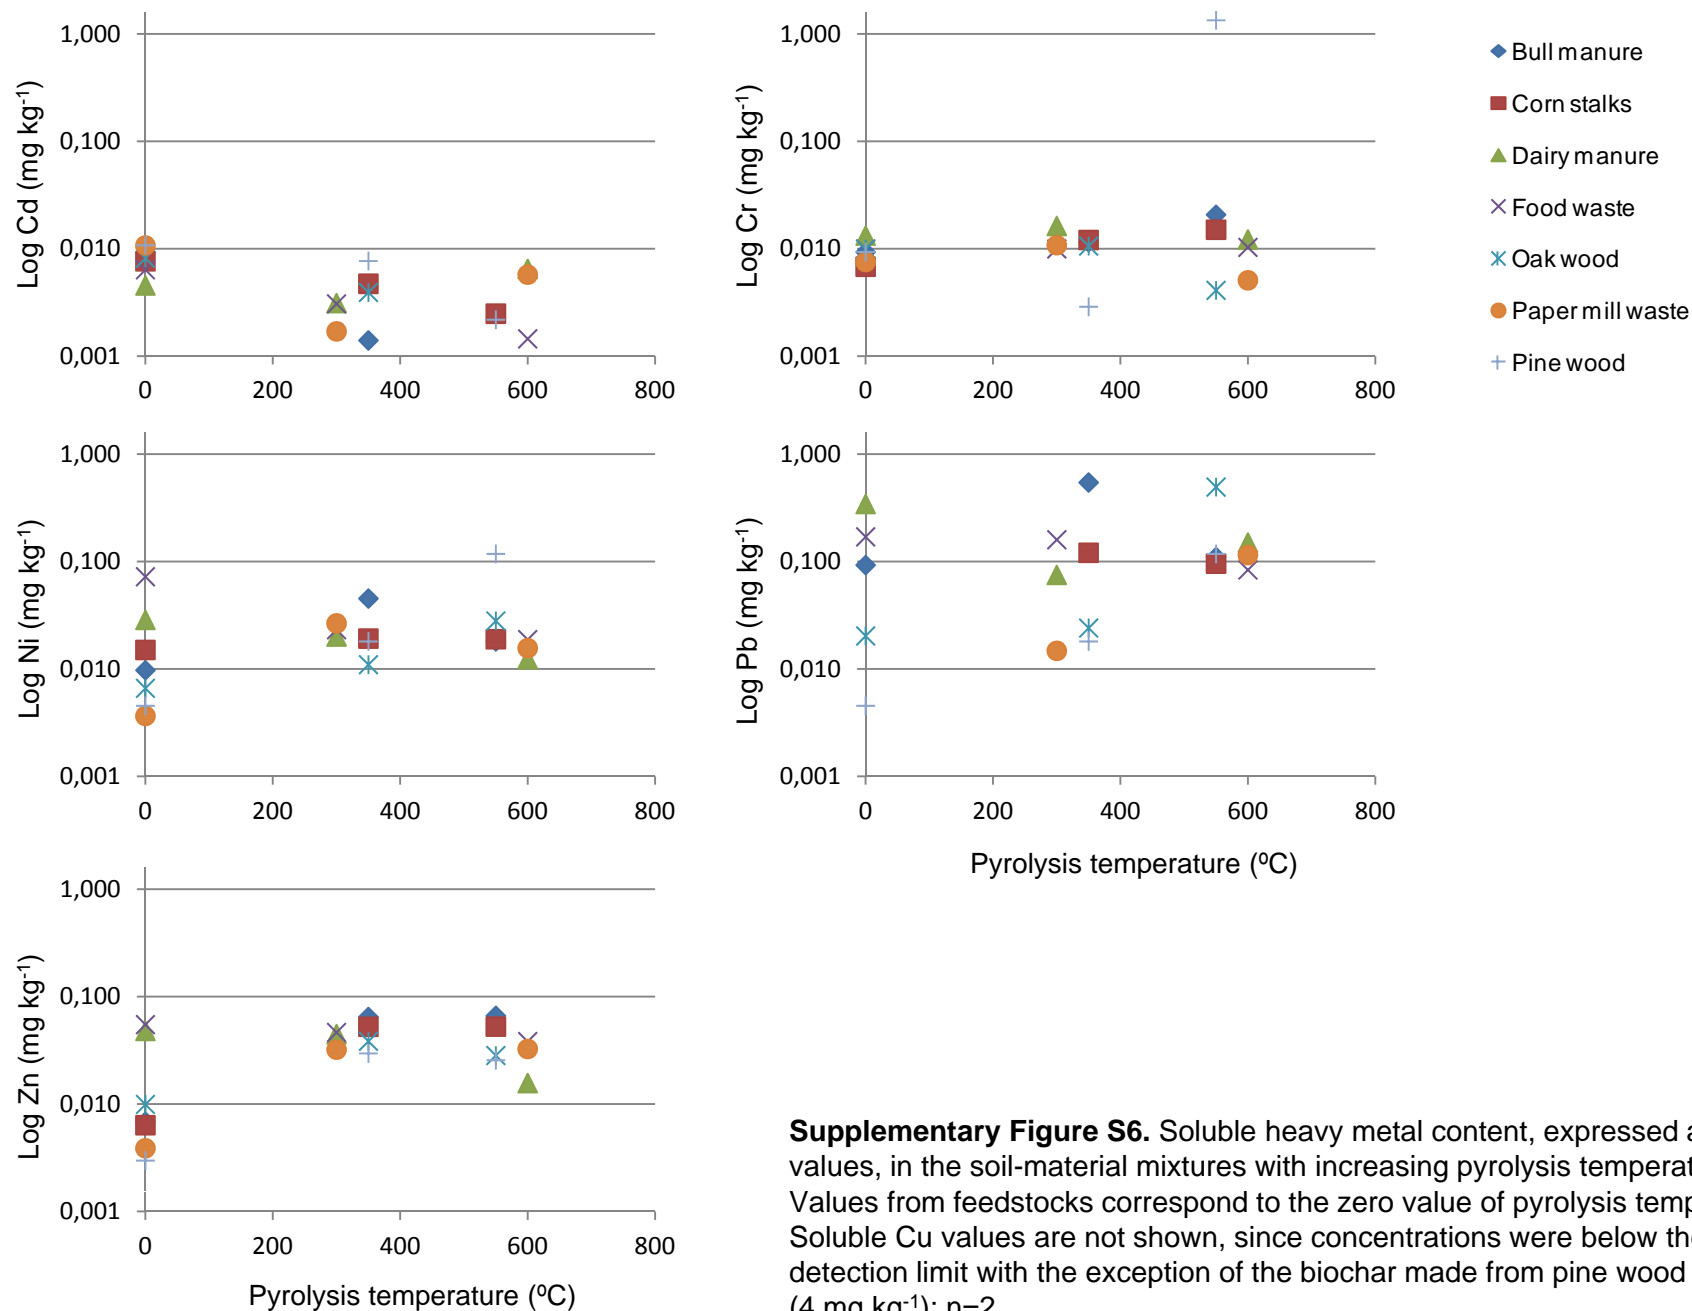 1,000
0,100
0,010
0,001
0 200 400 600 800
Log Cd (mg kg-1)
1,000
0,100
0,010
0,001
0 200 400 600 800
Log Cr (mg kg-1)
Bull manure
Corn stalks
Dairy manure
Food waste
Oak wood
Paper mill waste
Pine wood
1,000
0,100
0,010
0,001
0 200 400 600 800
Log Ni (mg kg-1)
1,000
0,100
0,010
0,001
0 200 400 600 800
Log Pb (mg kg-1)
Pyrolysis temperature (ºC)
1,000
0,100
0,010
0,001
0 200 400 600 800
Log Zn (mg kg-1)
Pyrolysis temperature (ºC)
Supplementary Figure S6. Soluble heavy metal content, expressed
values, in the soil-material mixtures with increasing pyrolysis
Values from feedstocks correspond to the zero value of pyrolysis
Soluble Cu values are not shown, since concentrations were below the
detection limit with the exception of the biochar made from pine wood
(4 mg kg-1); n=2